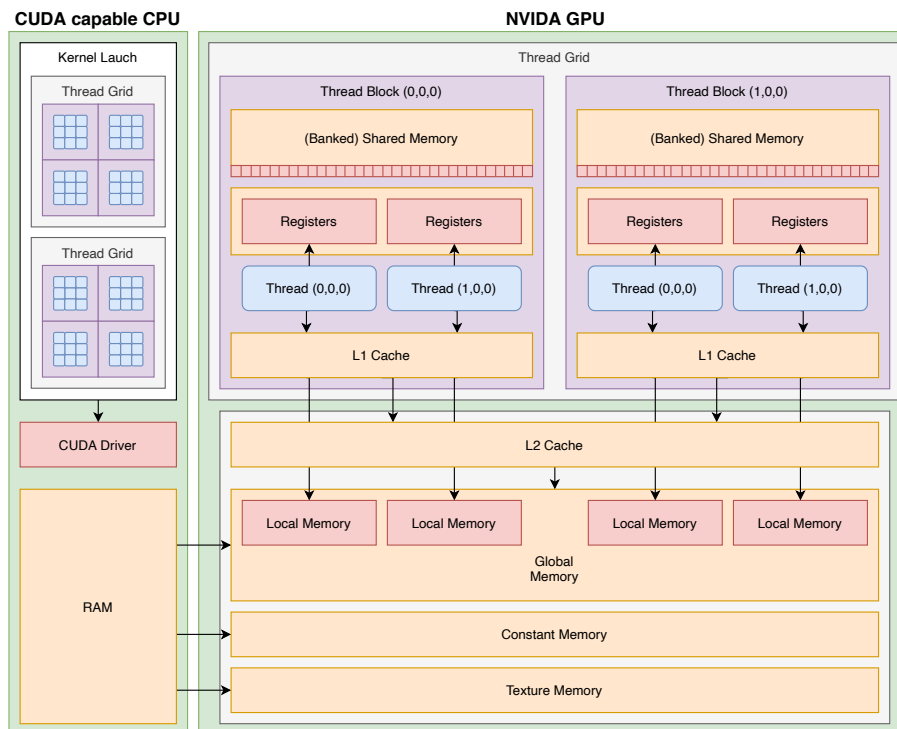 CUDA capable CPU
NVIDA GPU
Kernel Lauch
Thread Grid
Thread Grid
CUDA Driver
RAM
Thread Grid
Thread Block (0,0,0)
(Banked) Shared Memory
Registers
Registers
Thread (0,0,0)
Thread (1,0,0)
L1 Cache
Thread Block (1,0,0)
(Banked) Shared Memory
Registers
Registers
Thread (0,0,0)
Thread (1,0,0)
L1 Cache
L2 Cache
Local Memory
Local Memory
Local Memory
Local Memory
Global
Memory
Constant Memory
Texture Memory